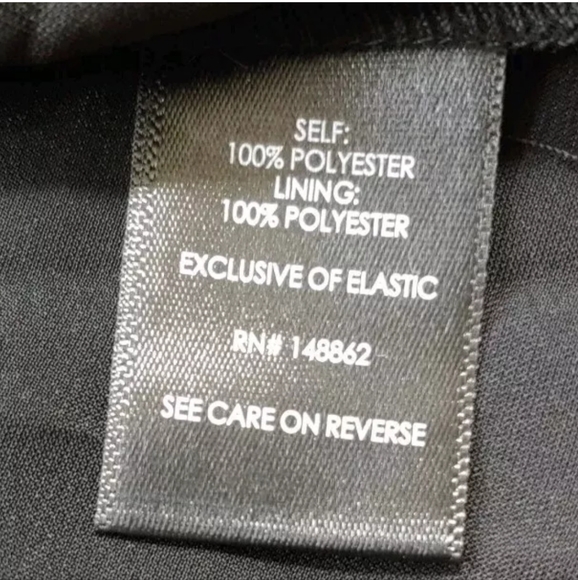 SELF:
100% POLYESTER
LINING:
100% POLYESTER
EXCLUSIVE OF ELASTIC
RN# 148862
SEE CARE ON REVERSE